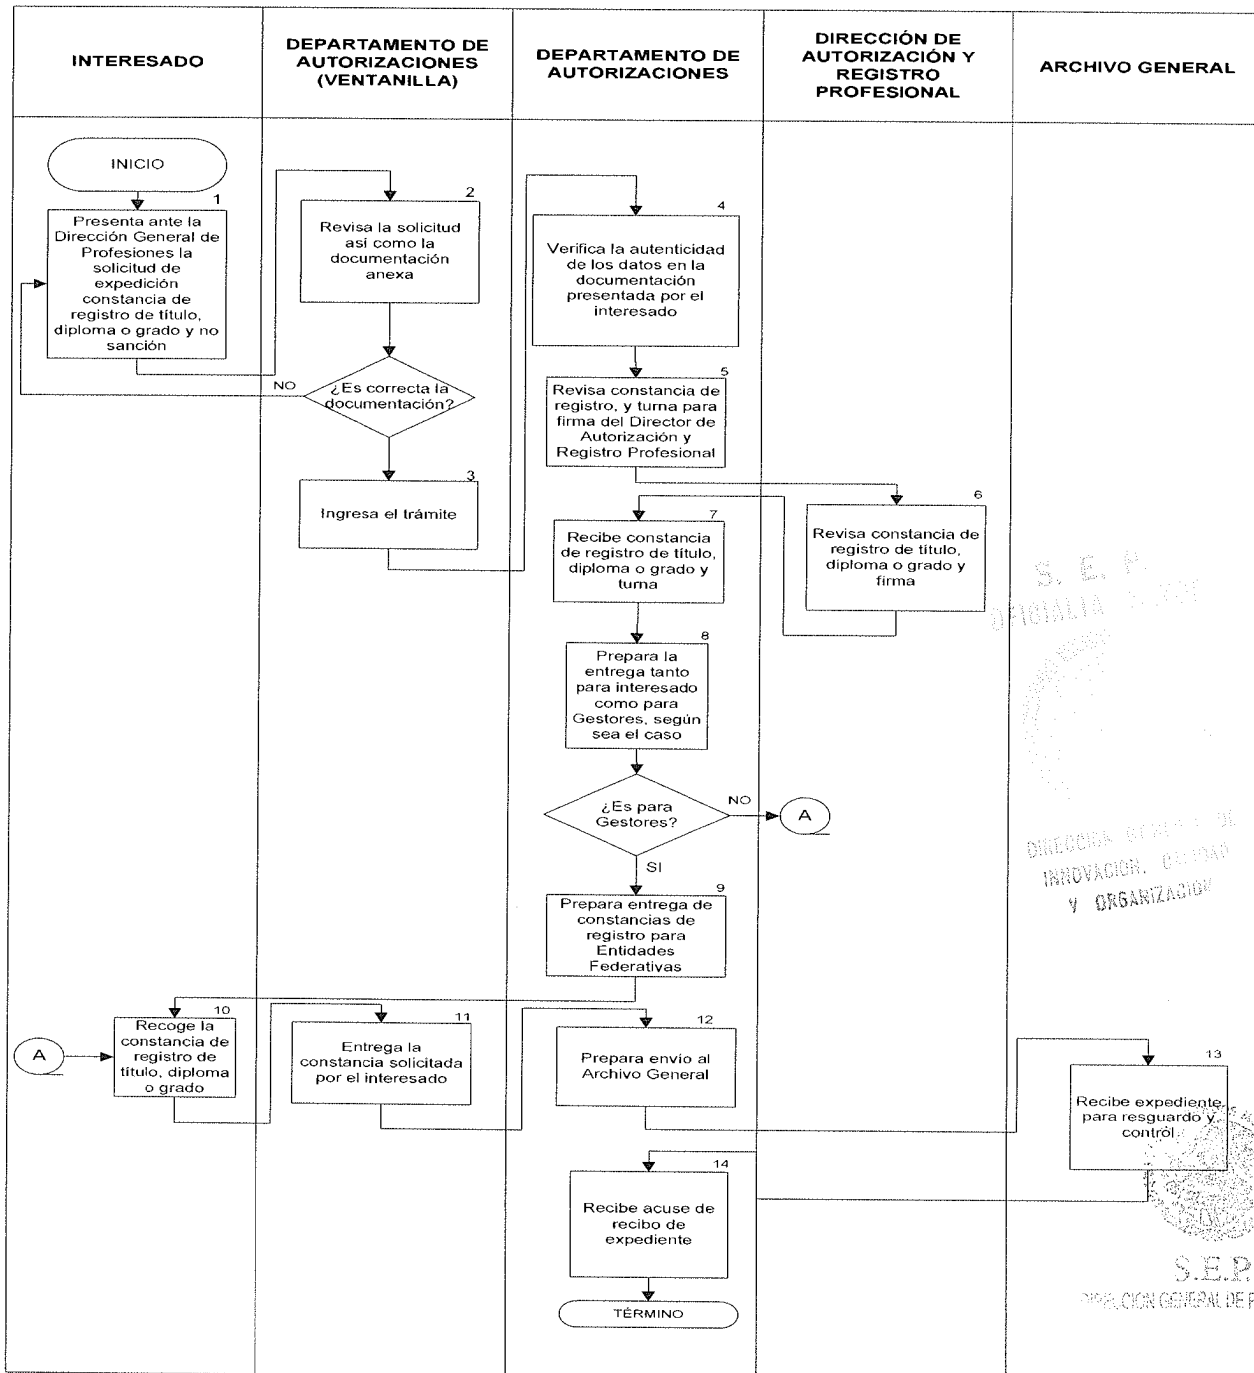 INTERESADO
DEPARTAMENTO DE
AUTORIZACIONES
(VENTANILLA)
DEPARTAMENTO DE
AUTORIZACIONES
DIRECCIÓN DE
AUTORIZACIÓN Y
REGISTRO
PROFESIONAL
ARCHIVO GENERAL
INICIO
1
Presenta ante la
Dirección General de
Profesiones la
solicitud de
expedición
constancia de
registro de título,
diploma o grado y no
sanción
2
Revisa la solicitud
así como la
documentación
anexa
NO
¿Es correcta la
documentación?
3
Ingresa el trámite
4
Verifica la autenticidad
de los datos en la
documentación
presentada por el
interesado
5
Revisa constancia de
registro, y turna para
firma del Director de
Autorización y
Registro Profesional
6
Revisa constancia de
registro de título,
diploma o grado y
firma
7
Recibe constancia
de registro de título,
diploma o grado y
turna
8
Prepara la
entrega tanto
para interesado
como para
Gestores, según
sea el caso
¿Es para
Gestores?
NO
A
SI
9
Prepara entrega de
constancias de
registro para
Entidades
Federativas
A
10
Recoge la
constancia de
registro de
título, diploma
o grado
11
Entrega la
constancia solicitada
por el interesado
12
Prepara envío al
Archivo General
13
Recibe expediente
para resguardo y
control.
14
Recibe acuse de
recibo de
expediente
TÉRMINO
S. E. P.
OFICIALIA
DIRECCION GENERAL DE
INNOVACION, CALIDAD
Y ORGANIZACION
S.E.P.
DIRECCION GENERAL DE P